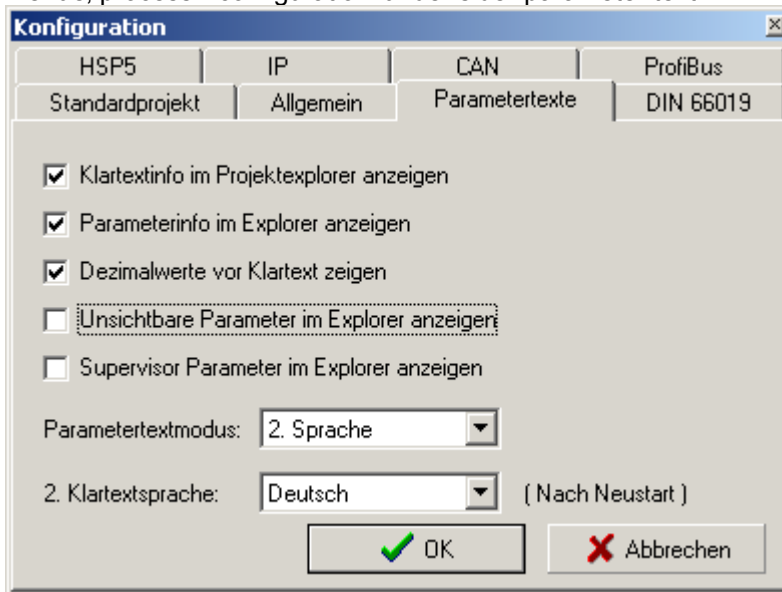 Konfiguration
HSP5 IP CAN ProfiBus
Standardprojekt Allgemein Parametertexte DIN 66019
Klartextinfo im Projektexplorer anzeigen
Parameterinfo im Explorer anzeigen
Dezimalwerte vor Klartext zeigen
Unsichtbare Parameter im Explorer anzeigen
Supervisor Parameter im Explorer anzeigen
Parametertextmodus: 2. Sprache
2. Klartextsprache: Deutsch ( Nach Neustart )
OK Abbrechen